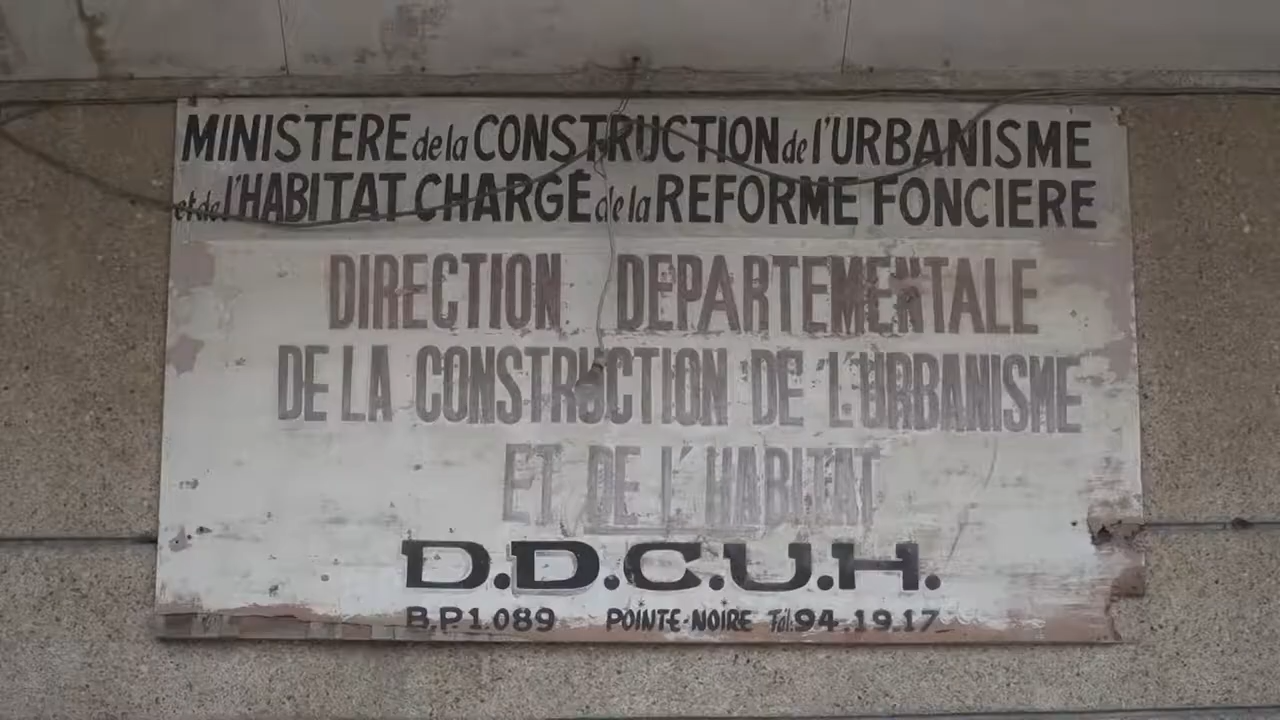 MINISTERE de la CONSTRUCTION de l'URBANISME
et de l'HABITAT CHARGÉ de la REFORME FONCIERE
DIRECTION DEPARTEMENTALE
DE LA CONSTRUCTION DE L'URBANISME
ET DE L'HABITAT
D.D.C.U.H.
B.P 1.089 POINTE-NOIRE Tél: 94.19.17